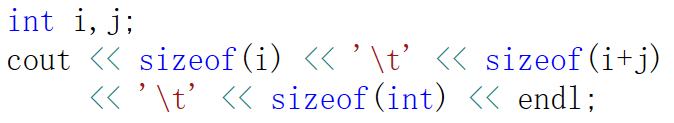 int i,j;
cout << sizeof(i) << '\t' << sizeof(i+j)
<< '\t' << sizeof(int) << endl;